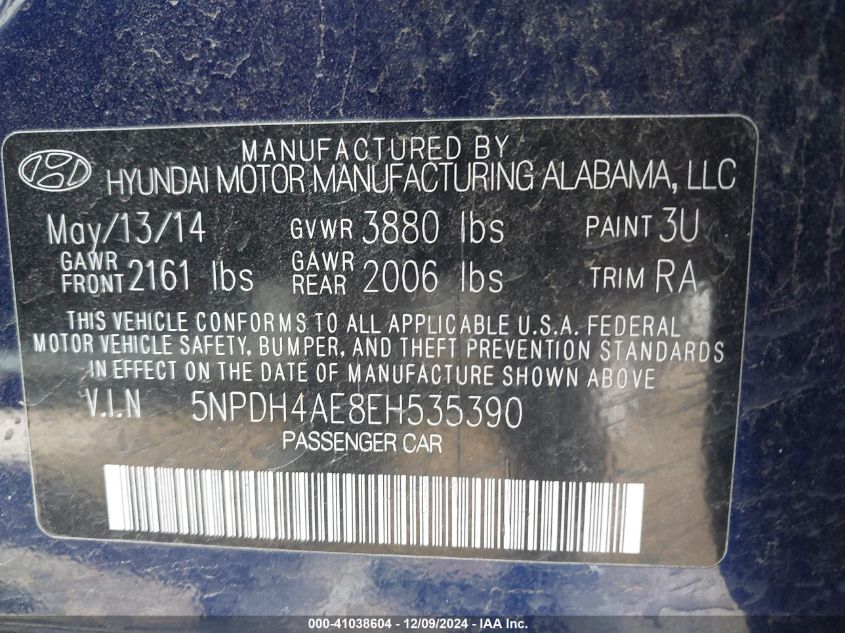 MANUFACTURED BY
HYUNDAI MOTOR MANUFACTURING ALABAMA, LLC
May/13/14 GVWR 3880 lbs PAINT 3U
GAWR FRONT 2161 lbs GAWR REAR 2006 lbs TRIM RA
THIS VEHICLE CONFORMS TO ALL APPLICABLE U.S.A. FEDERAL
MOTOR VEHICLE SAFETY, BUMPER, AND THEFT PREVENTION STANDARDS
IN EFFECT ON THE DATE OF MANUFACTURE SHOWN ABOVE
V.I.N 5NPDH4AE8EH535390
PASSENGER CAR
000-41038604 - 12/09/2024 - IAA Inc.